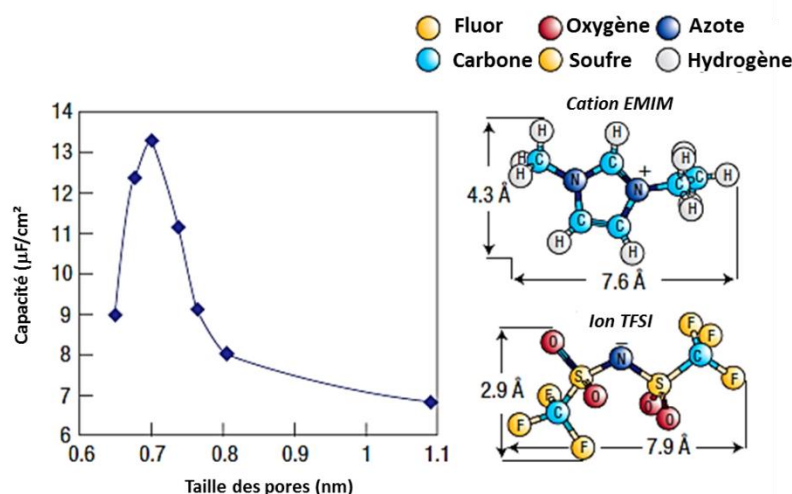 Fluor Oxygène Azote
Carbone Soufre Hydrogène
Capacité (µF/cm²)
14
13
12
11
10
9
8
7
6
0.6 0.7 0.8 0.9 1 1.1
Taille des pores (nm)
Cation EMIM
H
H
H
H
C
C
N
+
N
C
C
H
H
C
C
H
H
H
H
4.3 Å
7.6 Å
Ion TFSI
O
N
–
S
O
S
O
O
C
F
F
F
C
F
F
F
2.9 Å
7.9 Å